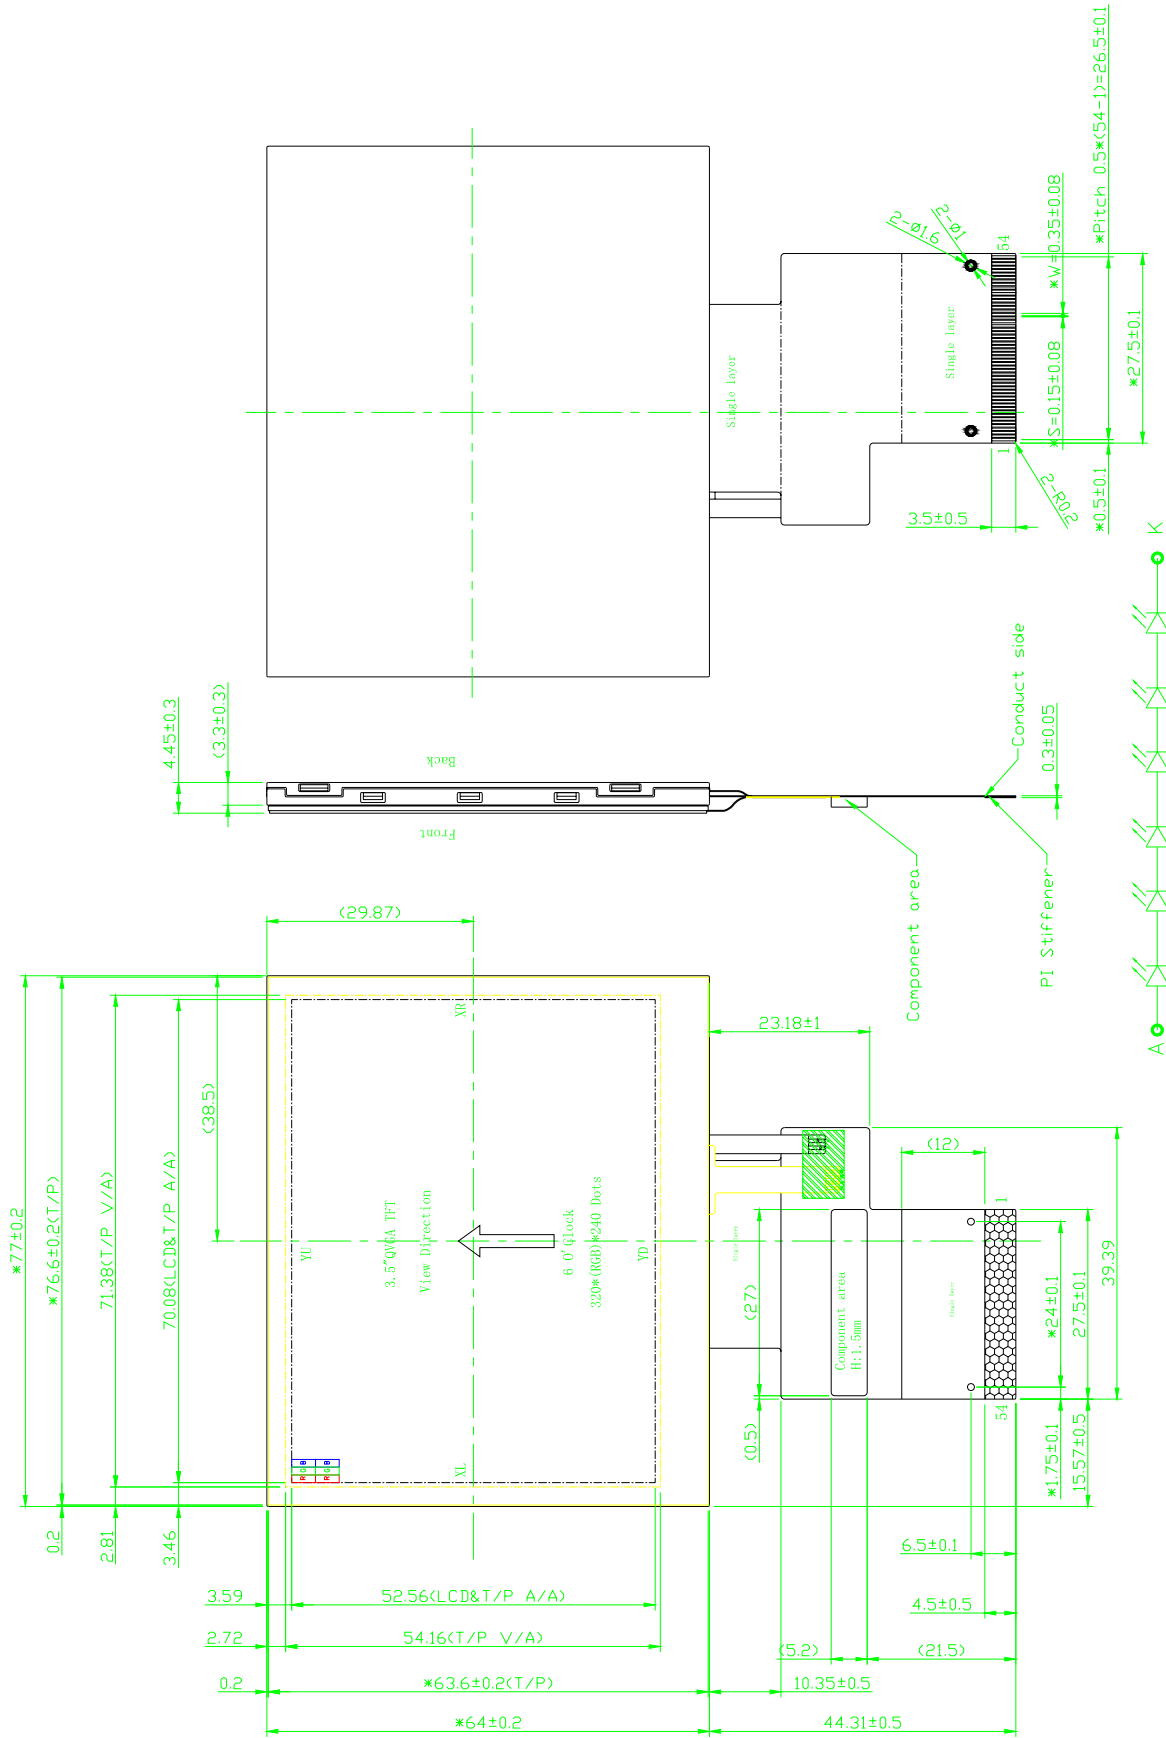 *77±0.2
*76.6±0.2(T/P)
71.38(T/P V/A)
70.08(LCD&T/P A/A)
(38.5)
0.2
2.81
3.46
(29.87)
3.59
52.56(LCD&T/P A/A)
2.72
54.16(T/P V/A)
0.2
*63.6±0.2(T/P)
*64±0.2
XR
XL
YU
YD
3.5"QVGA TFT
View Direction
6 O'Clock
320*(RGB)*240 Dots
R G B
R G B
23.18±1
(12)
(27)
(0.5)
Component area
H:1.5mm
Single layer
Single layer
1
54
*24±0.1
27.5±0.1
39.39
*1.75±0.1
15.57±0.5
6.5±0.1
4.5±0.5
(5.2)
(21.5)
10.35±0.5
44.31±0.5
4.45±0.3
(3.3±0.3)
Back
Front
Component area
PI Stiffener
Conduct side
0.3±0.05
Single layer
Single layer
2-ø1.6
2-ø1
54
1
*Pitch 0.5*(54-1)=26.5±0.1
*W=0.35±0.08
*S=0.15±0.08
*27.5±0.1
*0.5±0.1
2-R0.2
3.5±0.5
A
K